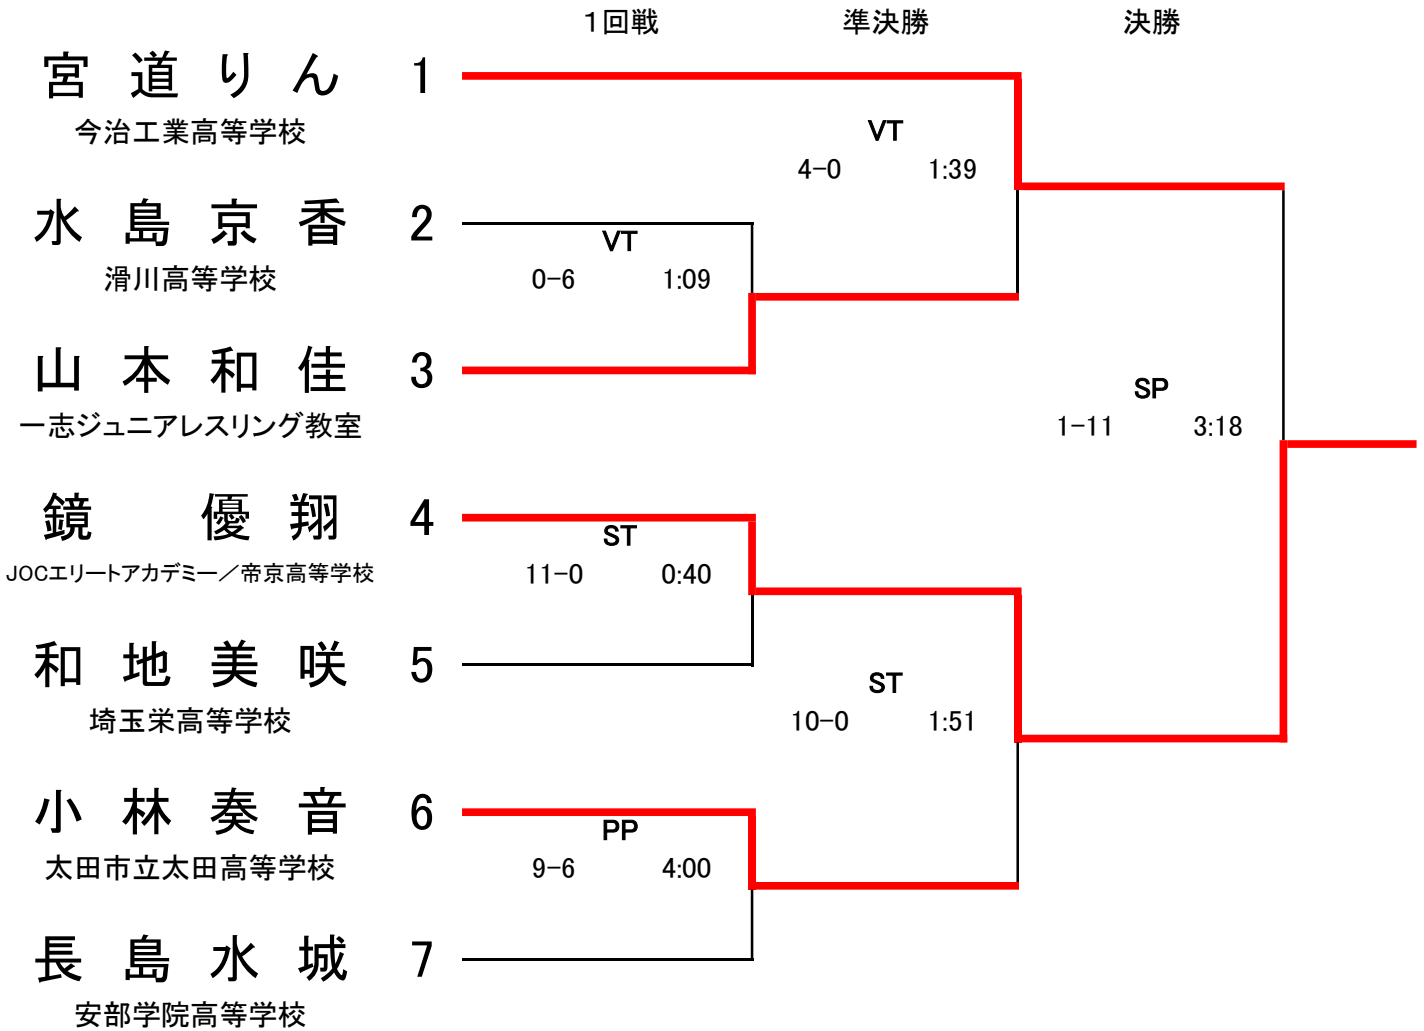 １回戦 準決勝 決勝
宮道りん 1
今治工業高等学校
VT
4-0 1:39
水島京香 2
滑川高等学校
VT
0-6 1:09
山本和佳 3
一志ジュニアレスリング教室
SP
1-11 3:18
鏡　優翔 4
JOCエリートアカデミー／帝京高等学校
ST
11-0 0:40
和地美咲 5
埼玉栄高等学校
ST
10-0 1:51
小林奏音 6
太田市立太田高等学校
PP
9-6 4:00
長島水城 7
安部学院高等学校